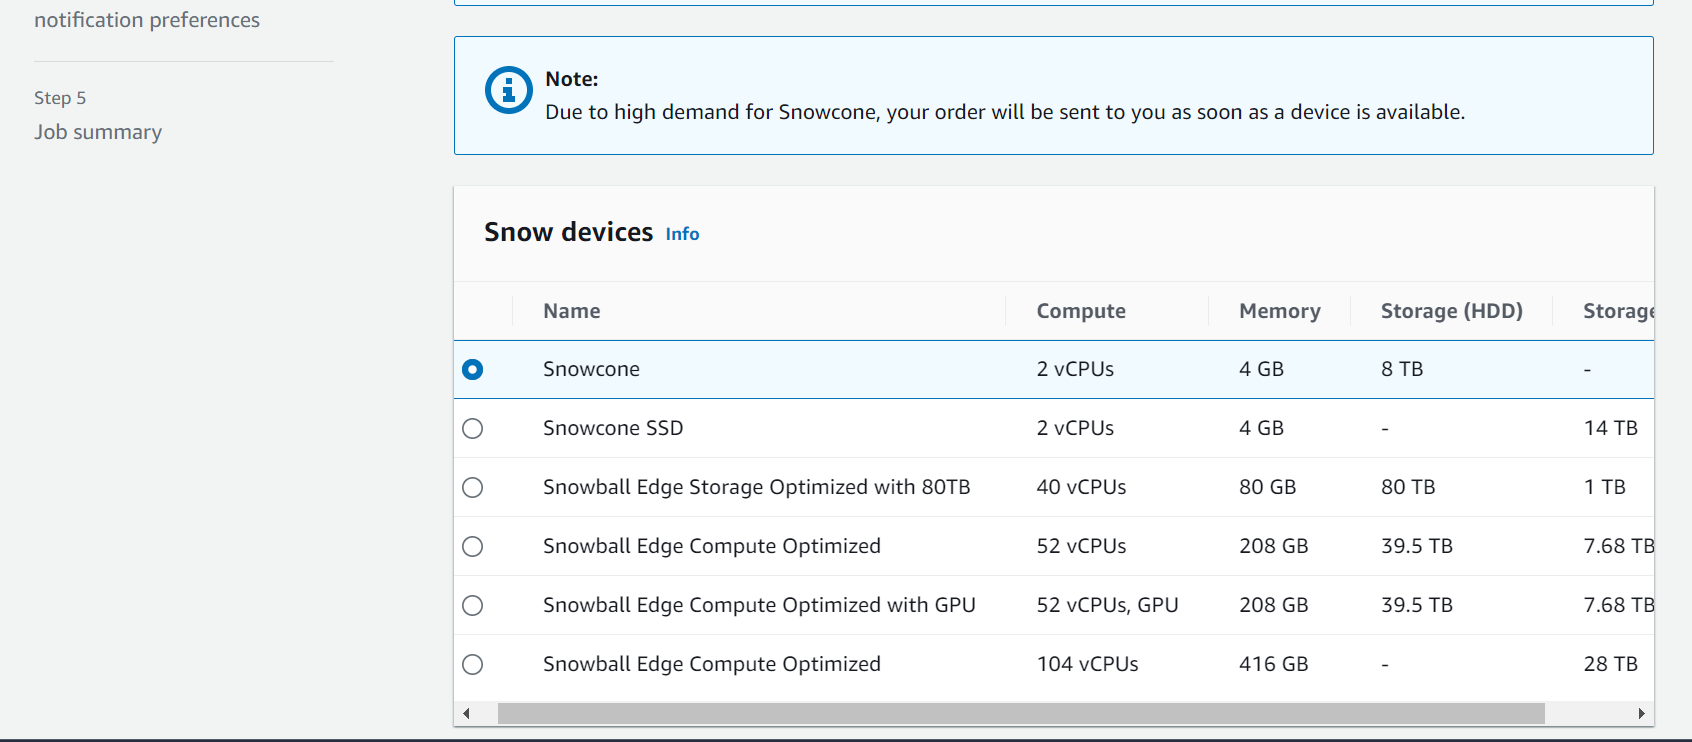 notification preferences
Step 5
Job summary
Note:
Due to high demand for Snowcone, your order will be sent to you as soon as a device is available.
Snow devices Info
Name Compute Memory Storage (HDD) Storage
Snowcone 2 vCPUs 4 GB 8 TB -
Snowcone SSD 2 vCPUs 4 GB - 14 TB
Snowball Edge Storage Optimized with 80TB 40 vCPUs 80 GB 80 TB 1 TB
Snowball Edge Compute Optimized 52 vCPUs 208 GB 39.5 TB 7.68 TB
Snowball Edge Compute Optimized with GPU 52 vCPUs, GPU 208 GB 39.5 TB 7.68 TB
Snowball Edge Compute Optimized 104 vCPUs 416 GB - 28 TB